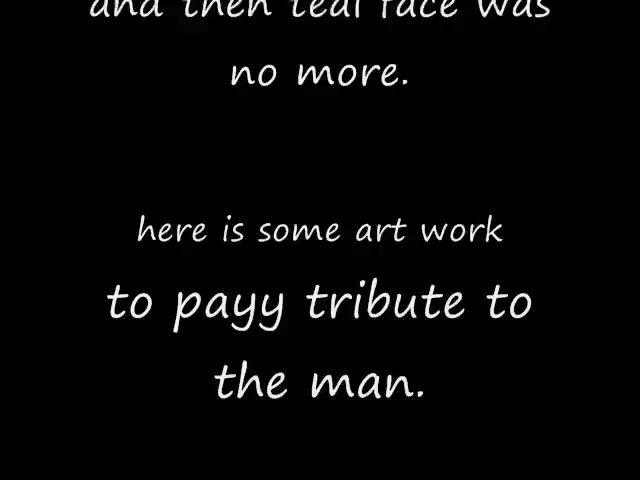 and then teal face was
no more.
here is some art work
to payy tribute to
the man.